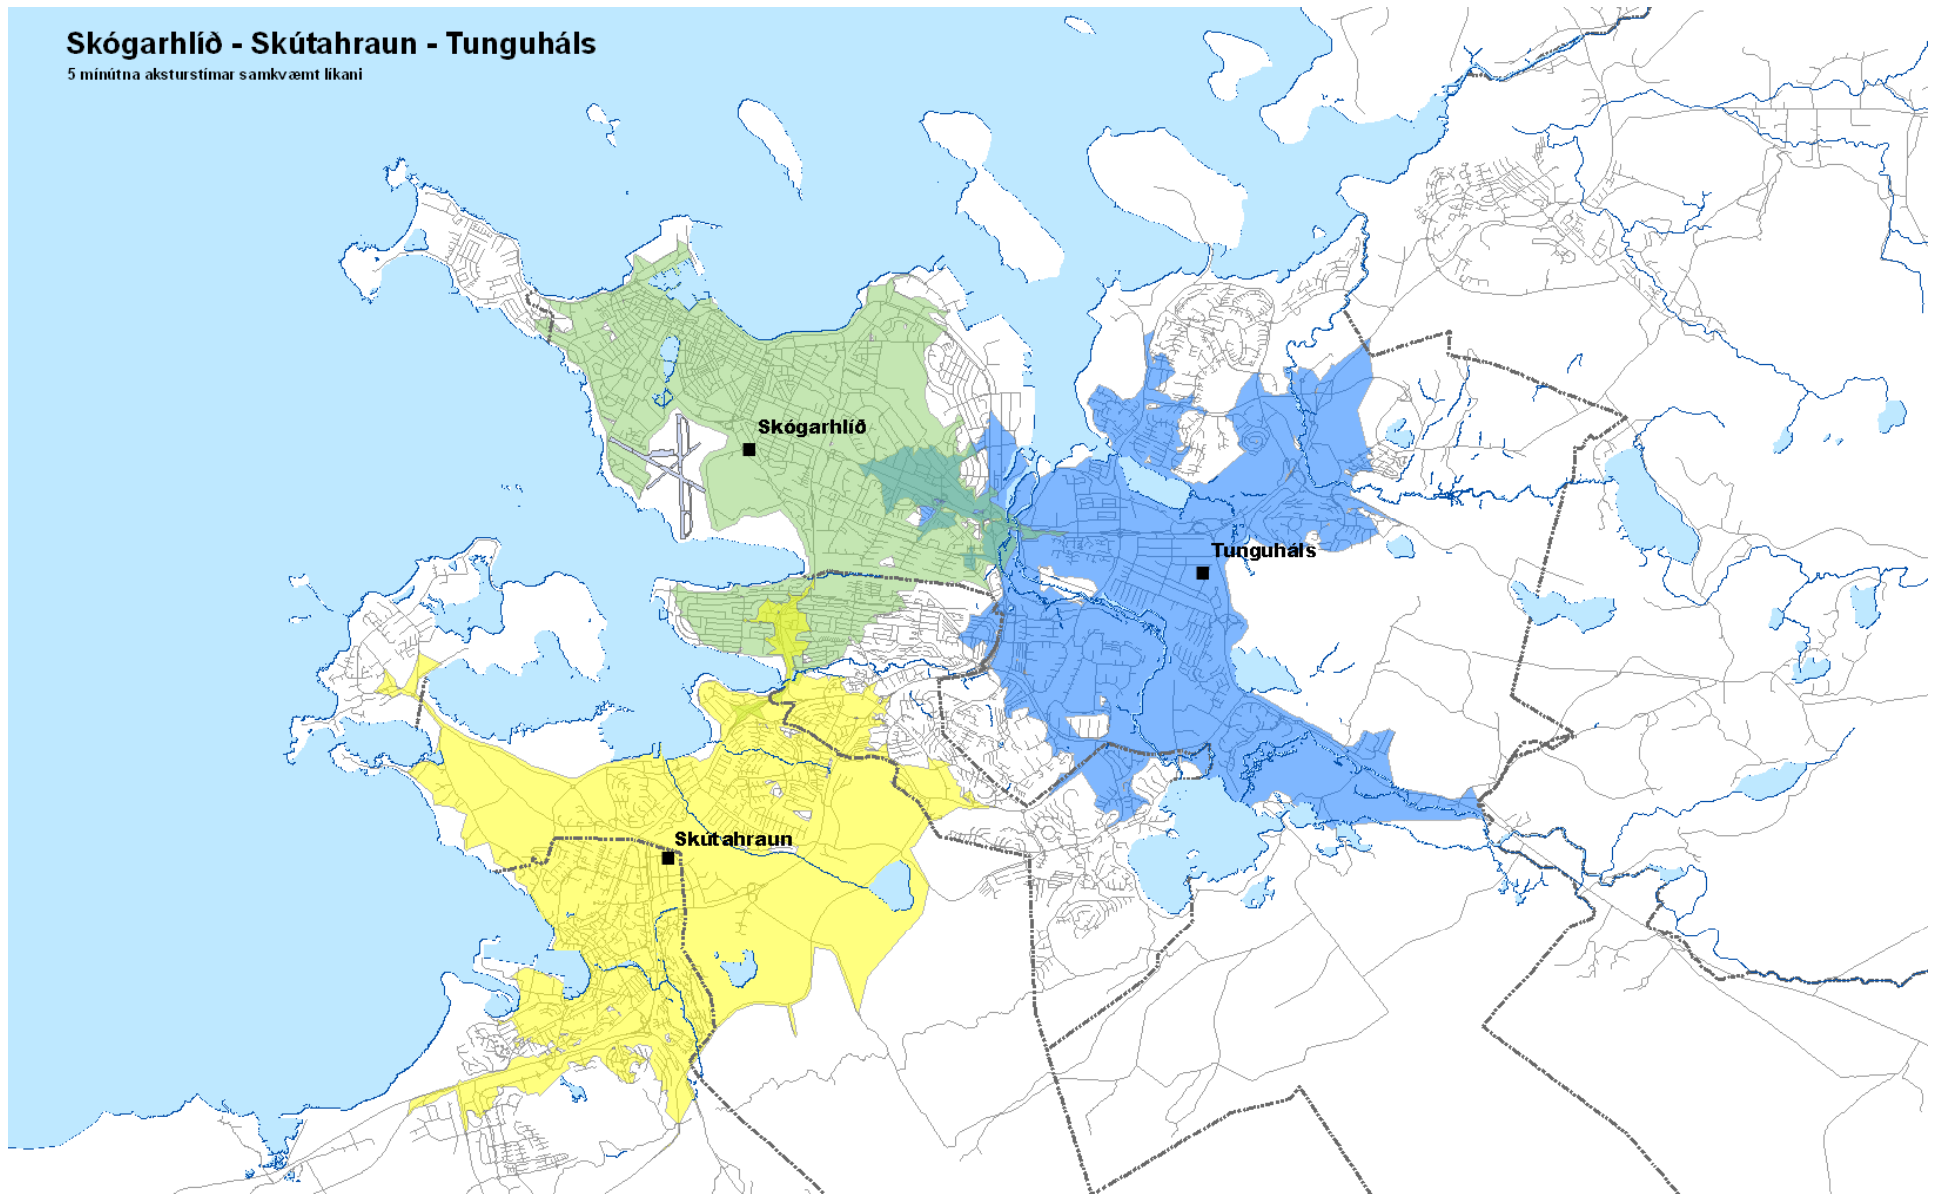 Skógarhlíð - Skútahraun - Tunguháls
5 mínútna aksturstímar samkvæmt líkani
Skógarhlíð
Tunguháls
Skútahraun